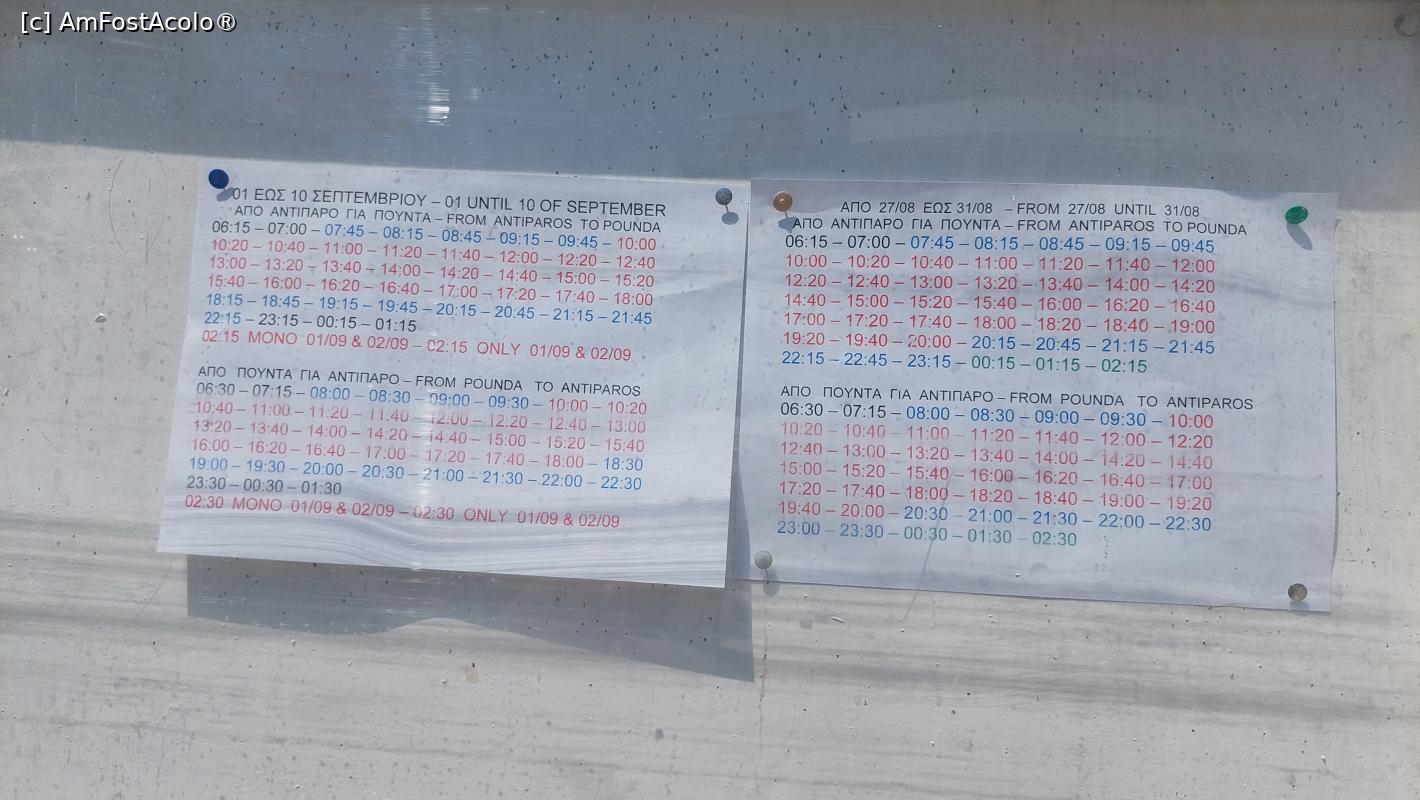 [c] AmFostAcolo®
01 ΕΩΣ 10 ΣΕΠΤΕΜΒΡΙΟΥ – 01 UNTIL 10 OF SEPTEMBER
ΑΠΟ ΑΝΤΙΠΑΡΟ ΓΙΑ ΠΟΥΝΤΑ – FROM ANTIPAROS TO POUNDA
06:15 – 07:00 – 07:45 – 08:15 – 08:45 – 09:15 – 09:45 – 10:00
10:20 – 10:40 – 11:00 – 11:20 – 11:40 – 12:00 – 12:20 – 12:40
13:00 – 13:20 – 13:40 – 14:00 – 14:20 – 14:40 – 15:00 – 15:20
15:40 – 16:00 – 16:20 – 16:40 – 17:00 – 17:20 – 17:40 – 18:00
18:15 – 18:45 – 19:15 – 19:45 – 20:15 – 20:45 – 21:15 – 21:45
22:15 – 23:15 – 00:15 – 01:15
02:15 ΜΟΝΟ 01/09 & 02/09 – 02:15 ONLY 01/09 & 02/09
ΑΠΟ ΠΟΥΝΤΑ ΓΙΑ ΑΝΤΙΠΑΡΟ – FROM POUNDA TO ANTIPAROS
06:30 – 07:15 – 08:00 – 08:30 – 09:00 – 09:30 – 10:00 – 10:20
10:40 – 11:00 – 11:20 – 11:40 – 12:00 – 12:20 – 12:40 – 13:00
13:20 – 13:40 – 14:00 – 14:20 – 14:40 – 15:00 – 15:20 – 15:40
16:00 – 16:20 – 16:40 – 17:00 – 17:20 – 17:40 – 18:00 – 18:30
19:00 – 19:30 – 20:00 – 20:30 – 21:00 – 21:30 – 22:00 – 22:30
23:30 – 00:30 – 01:30
02:30 ΜΟΝΟ 01/09 & 02/09 – 02:30 ONLY 01/09 & 02/09
ΑΠΟ 27/08 ΕΩΣ 31/08 – FROM 27/08 UNTIL 31/08
ΑΠΟ ΑΝΤΙΠΑΡΟ ΓΙΑ ΠΟΥΝΤΑ – FROM ANTIPAROS TO POUNDA
06:15 – 07:00 – 07:45 – 08:15 – 08:45 – 09:15 – 09:45
10:00 – 10:20 – 10:40 – 11:00 – 11:20 – 11:40 – 12:00
12:20 – 12:40 – 13:00 – 13:20 – 13:40 – 14:00 – 14:20
14:40 – 15:00 – 15:20 – 15:40 – 16:00 – 16:20 – 16:40
17:00 – 17:20 – 17:40 – 18:00 – 18:20 – 18:40 – 19:00
19:20 – 19:40 – 20:00 – 20:15 – 20:45 – 21:15 – 21:45
22:15 – 22:45 – 23:15 – 00:15 – 01:15 – 02:15
ΑΠΟ ΠΟΥΝΤΑ ΓΙΑ ΑΝΤΙΠΑΡΟ – FROM POUNDA TO ANTIPAROS
06:30 – 07:15 – 08:00 – 08:30 – 09:00 – 09:30 – 10:00
10:20 – 10:40 – 11:00 – 11:20 – 11:40 – 12:00 – 12:20
12:40 – 13:00 – 13:20 – 13:40 – 14:00 – 14:20 – 14:40
15:00 – 15:20 – 15:40 – 16:00 – 16:20 – 16:40 – 17:00
17:20 – 17:40 – 18:00 – 18:20 – 18:40 – 19:00 – 19:20
19:40 – 20:00 – 20:30 – 21:00 – 21:30 – 22:00 – 22:30
23:00 – 23:30 – 00:30 – 01:30 – 02:30